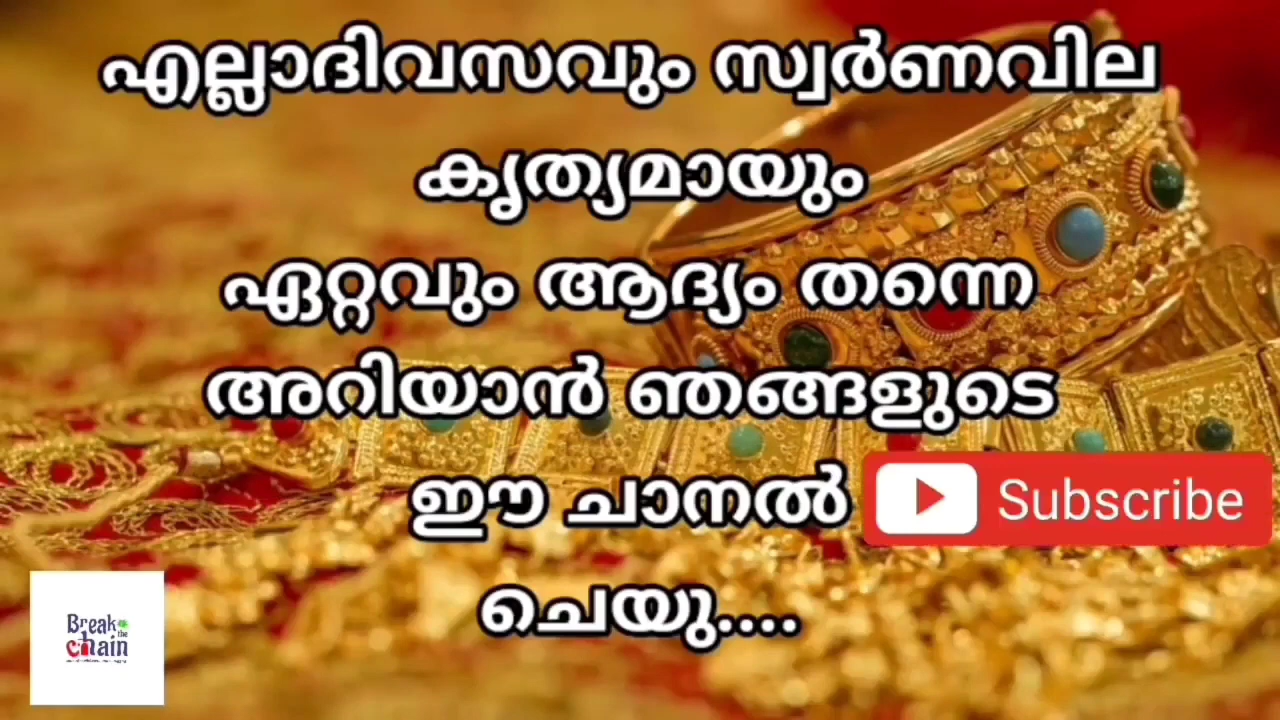 എല്ലാദിവസവും സ്വർണവില
കൃത്യമായും
ഏറ്റവും ആദ്യം തന്നെ
അറിയാൻ ഞങ്ങളുടെ
ഈ ചാനൽ Subscribe
ചെയു....
Break
the
chain